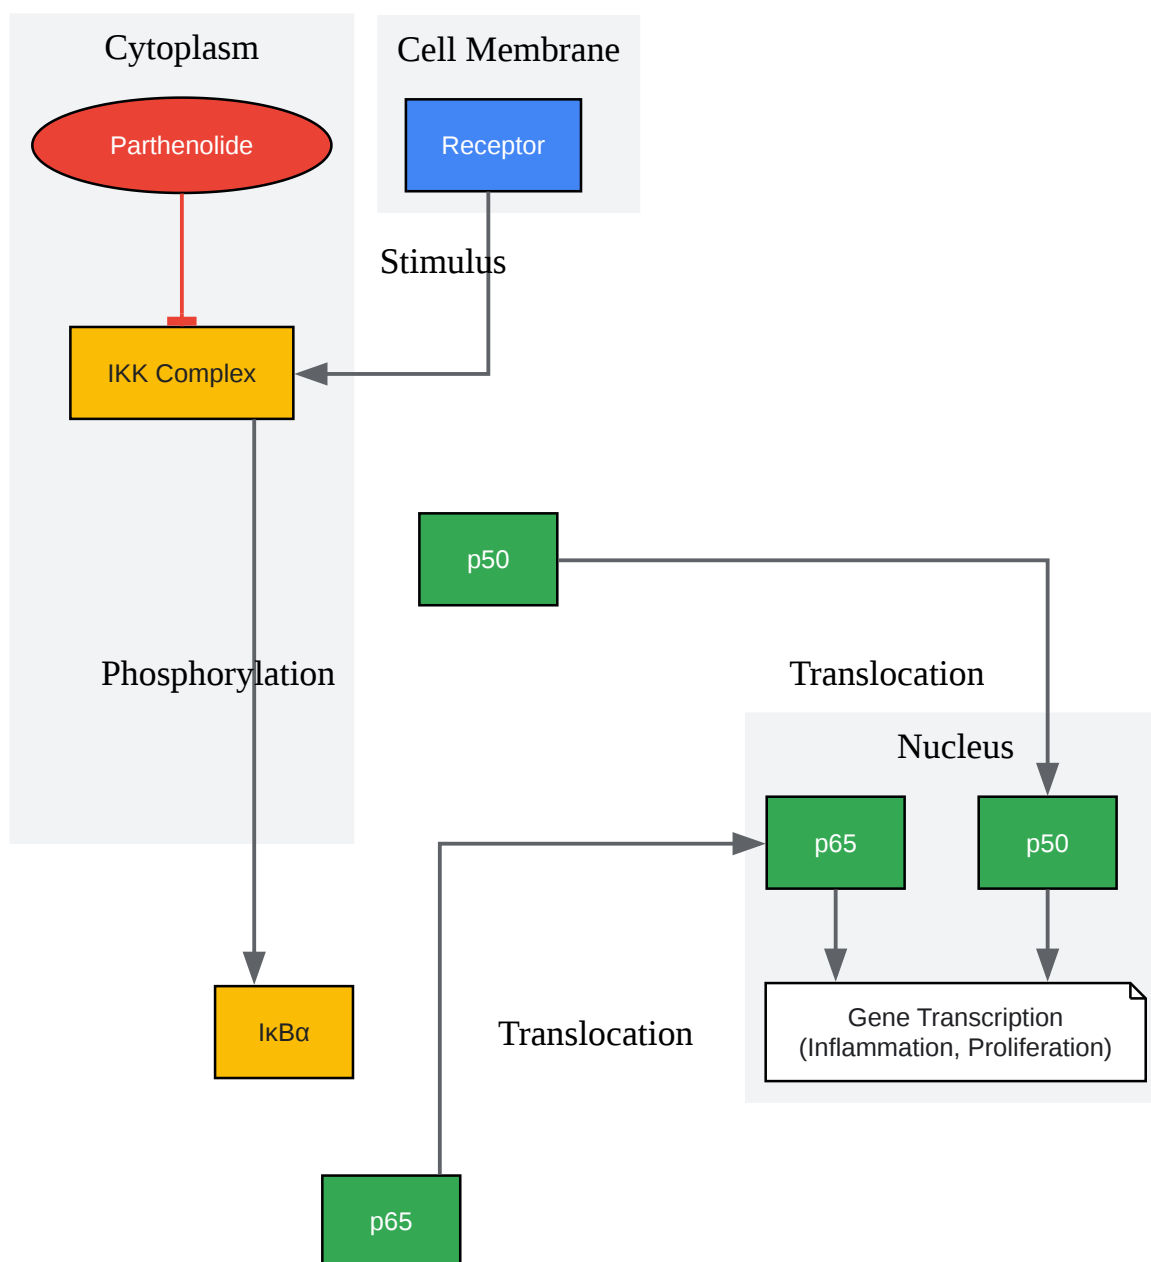 Cytoplasm
Cell Membrane
Parthenolide
Receptor
Stimulus
IKK Complex
p50
Phosphorylation
Translocation
Nucleus
p65
p50
Gene Transcription
(Inflammation, Proliferation)
IκBα
Translocation
p65